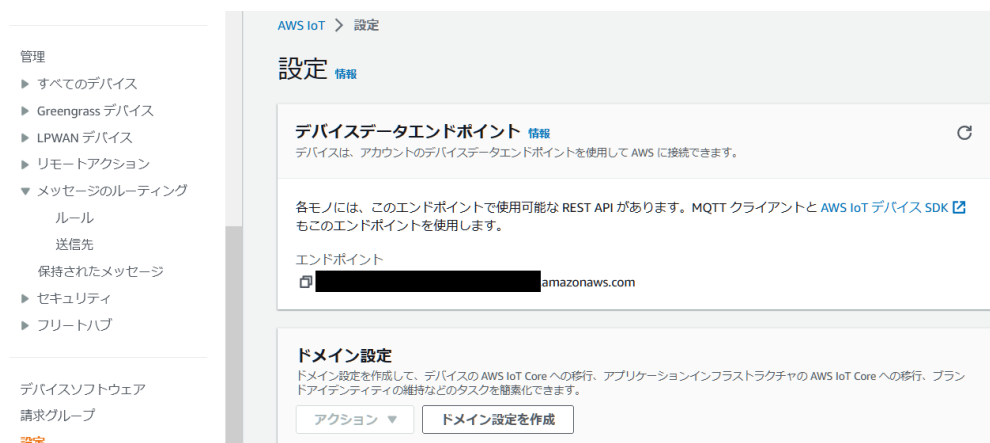 管理
すべてのデバイス
Greengrass デバイス
LPWAN デバイス
リモートアクション
メッセージのルーティング
ルール
送信先
保持されたメッセージ
セキュリティ
フリートハブ
デバイスソフトウェア
請求グループ
設定
AWS IoT > 設定
設定 情報
デバイスデータエンドポイント 情報
デバイスは、アカウントのデバイスデータエンドポイントを使用して AWS に接続できます。
各モノには、このエンドポイントで使用可能な REST API があります。MQTT クライアントと AWS IoT デバイス SDK
もこのエンドポイントを使用します。
エンドポイント
amazonaws.com
ドメイン設定
ドメイン設定を作成して、デバイスの AWS IoT Core への移行、アプリケーションインフラストラクチャの AWS IoT Core への移行、ブラン
ドアイデンティティの維持などのタスクを簡素化できます。
アクション
ドメイン設定を作成